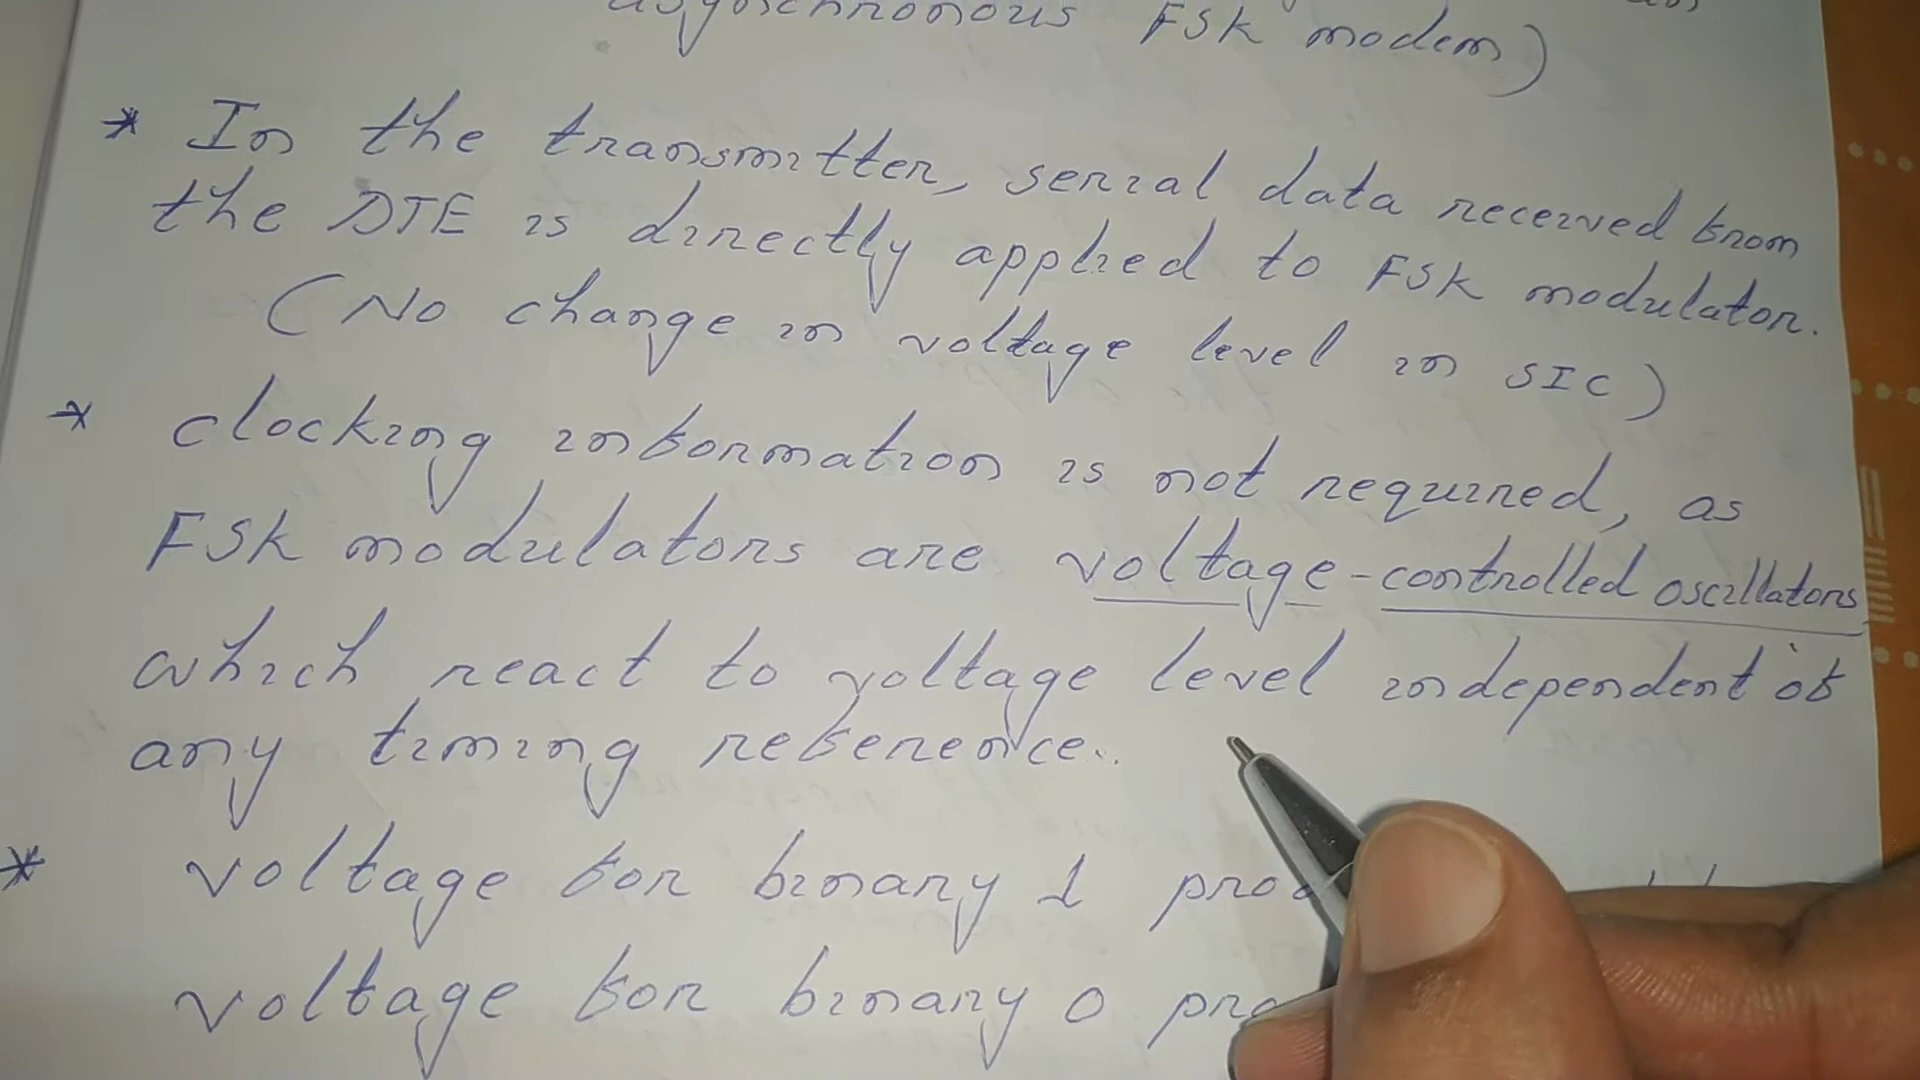 asynchronous FSK modem)
* In the transmitter, serial data received from
the DTE is directly applied to FSK modulator.
(No change in voltage level in SIC)
* clocking information is not required, as
FSK modulators are voltage-controlled oscillators
which react to voltage level independent of
any timing reference.
* voltage for binary 1
voltage for binary 0